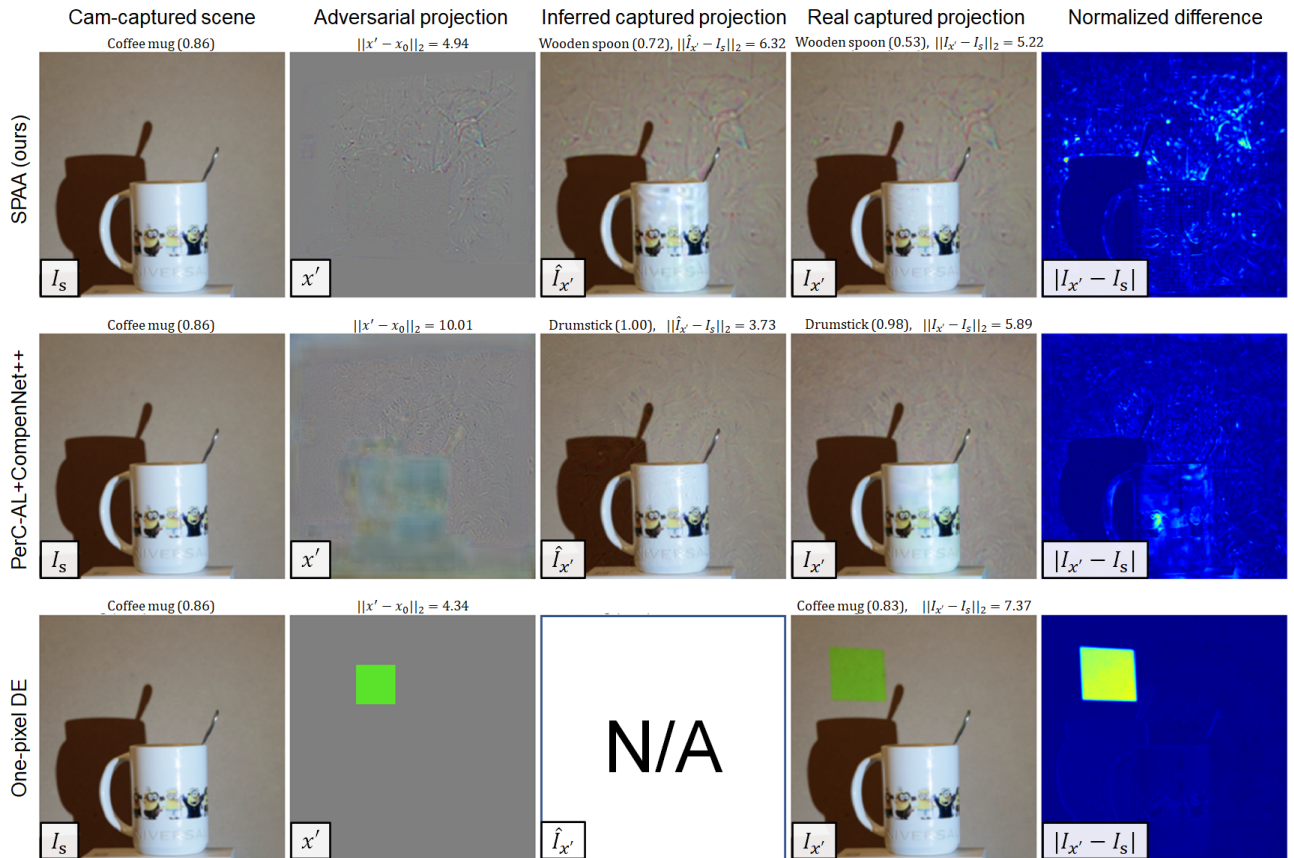 Cam-captured scene Adversarial projection Inferred captured projection Real captured projection Normalized difference
SPAA (ours)
Coffee mug (0.86) ||x′ − x₀||₂ = 4.94 Wooden spoon (0.72), ||Î_x′ − I_s||₂ = 6.32 Wooden spoon (0.53), ||I_x′ − I_s||₂ = 5.22
NIVERSAL
I_s x′ Î_x′ I_x′ |I_x′ − I_s|
PerC-AL+CompenNet++
Coffee mug (0.86) ||x′ − x₀||₂ = 10.01 Drumstick (1.00), ||Î_x′ − I_s||₂ = 3.73 Drumstick (0.98), ||I_x′ − I_s||₂ = 5.89
I_s x′ Î_x′ I_x′ |I_x′ − I_s|
One-pixel DE
Coffee mug (0.86) ||x′ − x₀||₂ = 4.34 Coffee mug (0.83), ||I_x′ − I_s||₂ = 7.37
N/A
I_s x′ Î_x′ I_x′ |I_x′ − I_s|